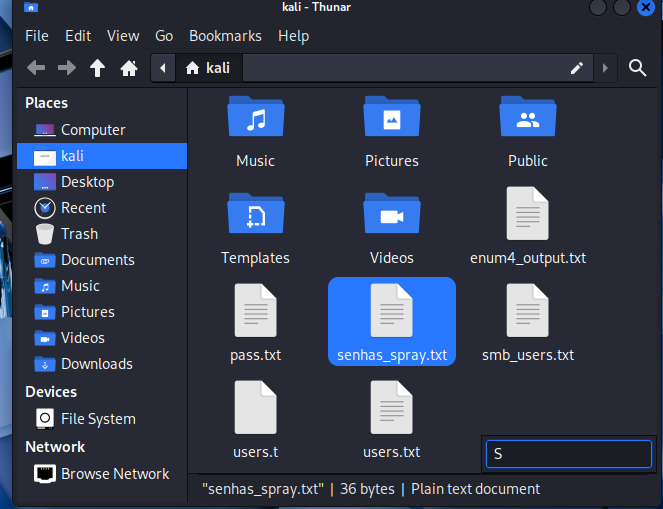 kali - Thunar
File Edit View Go Bookmarks Help
kali
Places
Computer
kali
Desktop
Recent
Trash
Documents
Music
Pictures
Videos
Downloads
Devices
File System
Network
Browse Network
Music Pictures Public
Templates Videos enum4_output.txt
pass.txt senhas_spray.txt smb_users.txt
users.t users.txt
S
"senhas_spray.txt" | 36 bytes | Plain text document